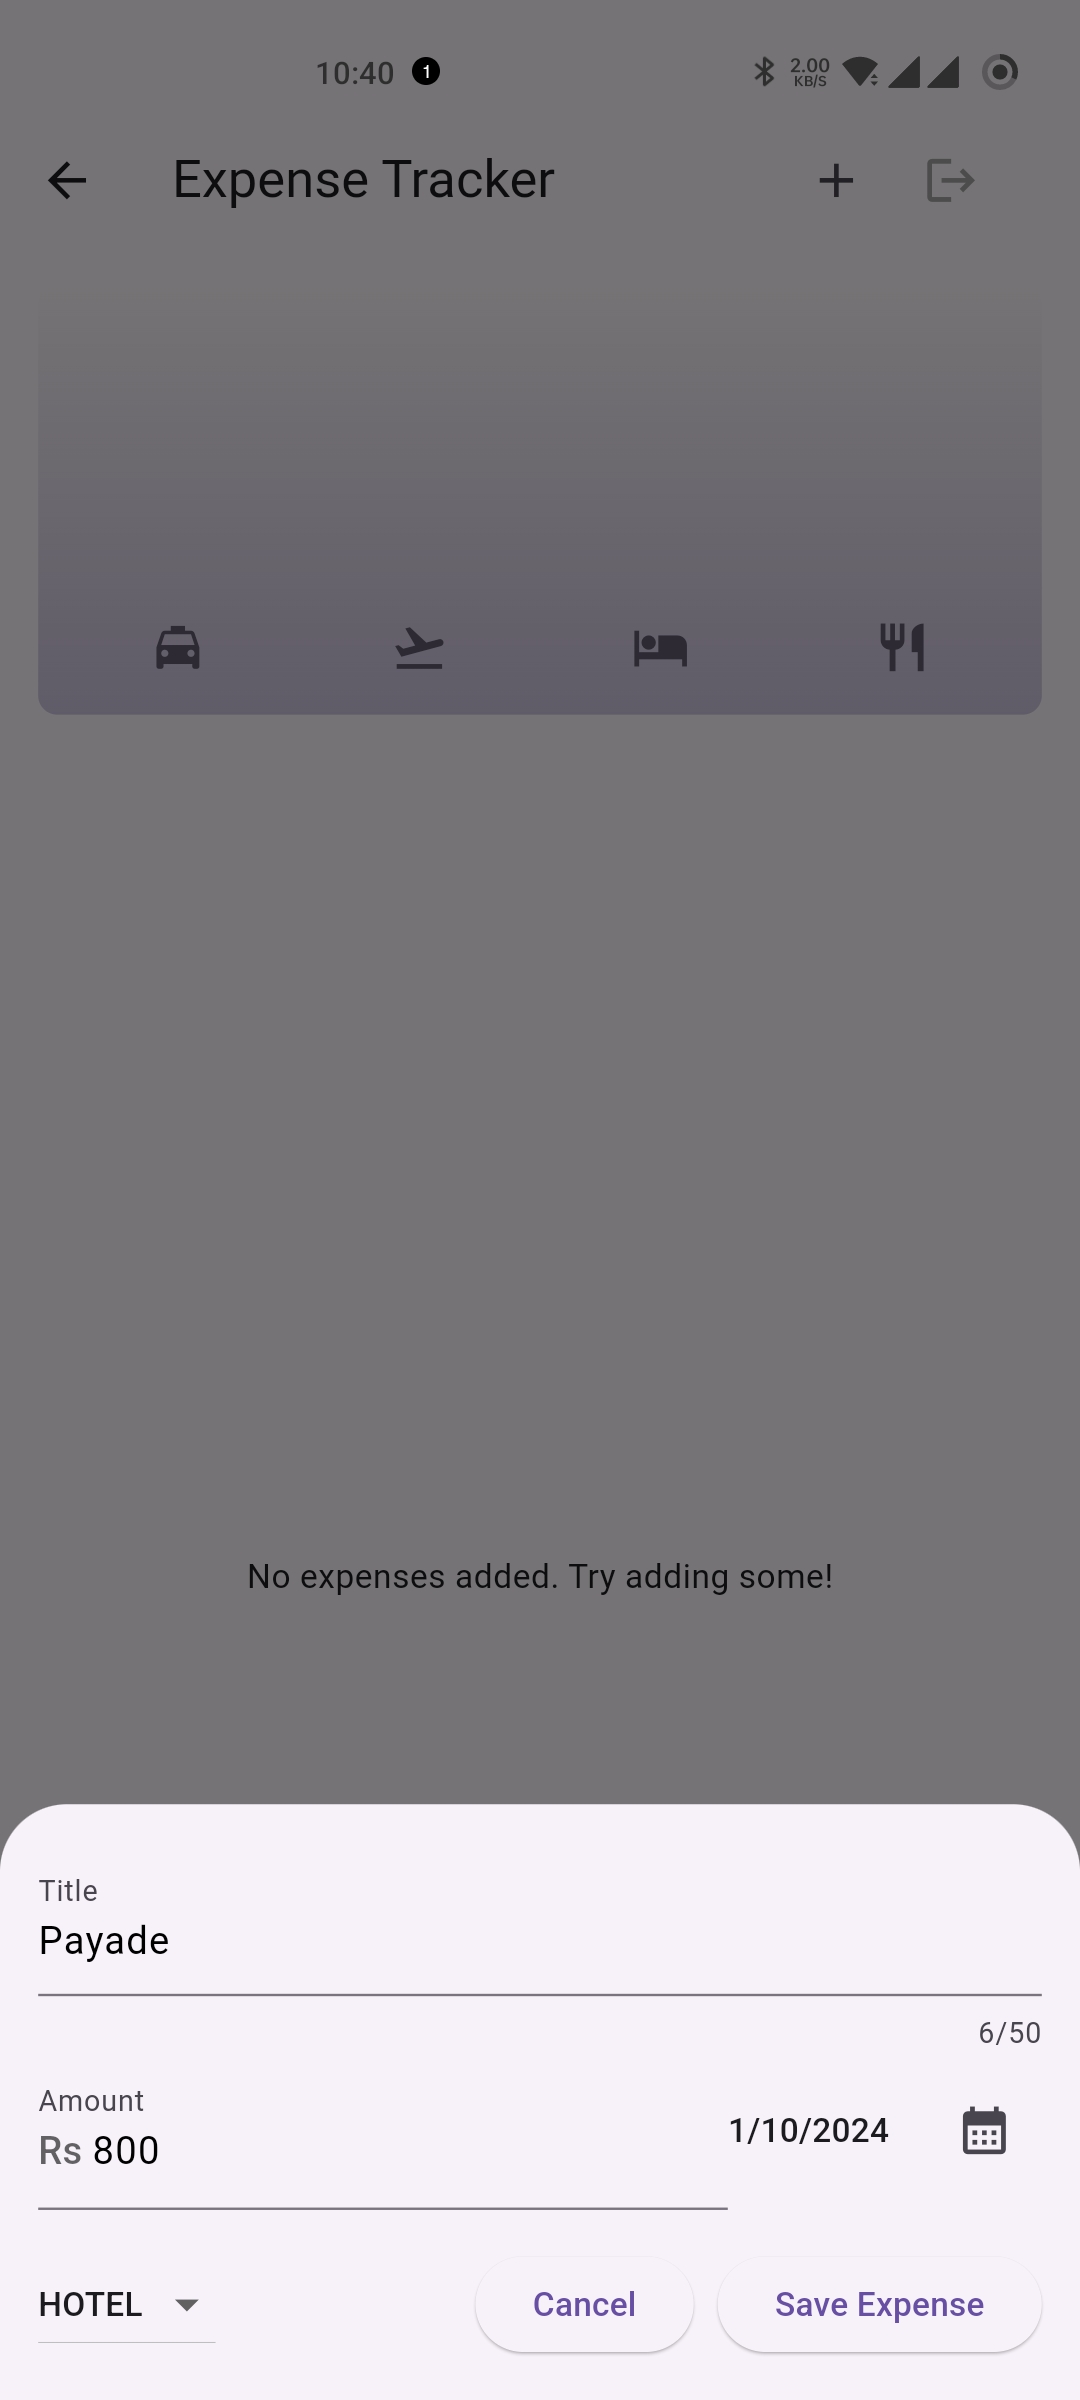 10:40 1 2.00 KB/S
Expense Tracker
No expenses added. Try adding some!
Title
Payade
6/50
Amount
Rs 800
1/10/2024
HOTEL Cancel Save Expense